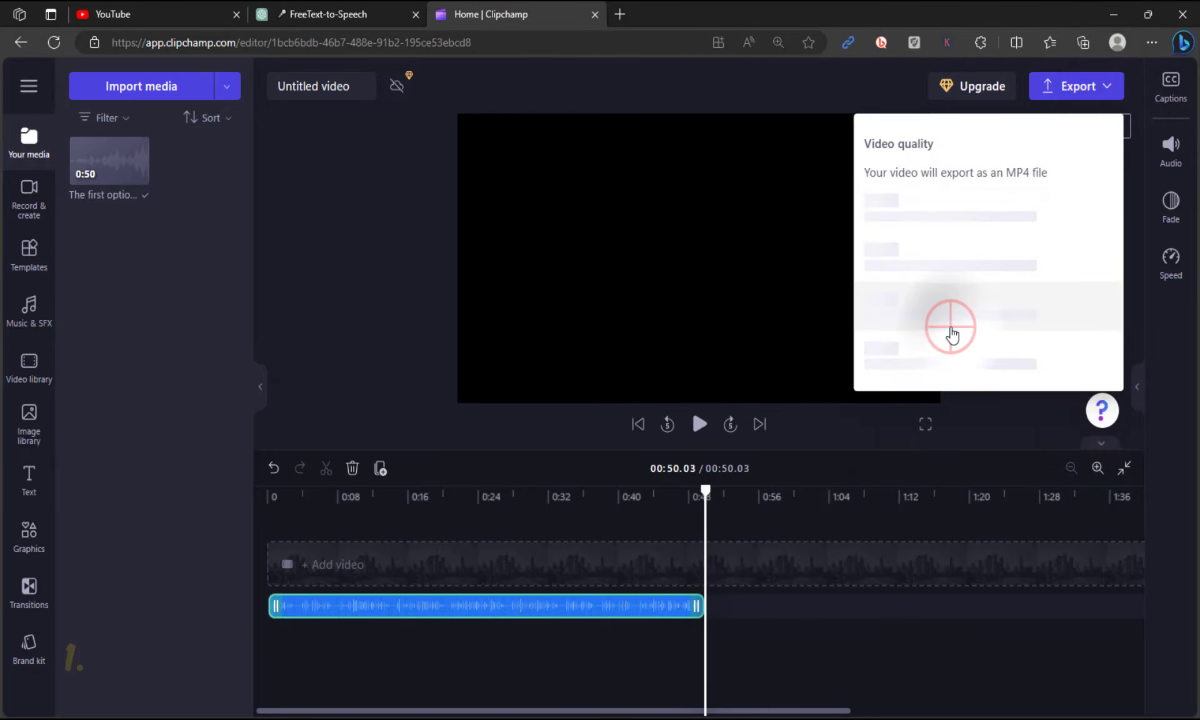 YouTube
FreeText-to-Speech
Home | Clipchamp
https://app.clipchamp.com/editor/1bcb6bdb-46b7-488e-91b2-195ce53ebcd8
Import media
Untitled video
Upgrade
Export
CC
Captions
Filter
Sort
Your media
0:50
The first optio...
Video quality
Your video will export as an MP4 file
Audio
Record & create
Fade
Templates
Speed
Music & SFX
Video library
Image library
?
5
5
Text
00:50.03 / 00:50.03
0
0:08
0:16
0:24
0:32
0:40
0:56
1:04
1:12
1:20
1:28
1:36
Graphics
+ Add video
Transitions
Brand kit
1.